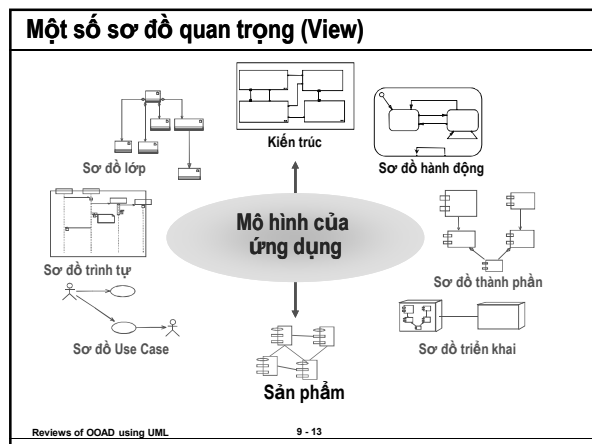 Một số sơ đồ quan trọng (View)
Kiến trúc
Sơ đồ lớp
Sơ đồ hành động
Mô hình của
ứng dụng
Sơ đồ trình tự
Sơ đồ thành phần
Sơ đồ Use Case
Sơ đồ triển khai
Sản phẩm
Reviews of OOAD using UML
9 - 13